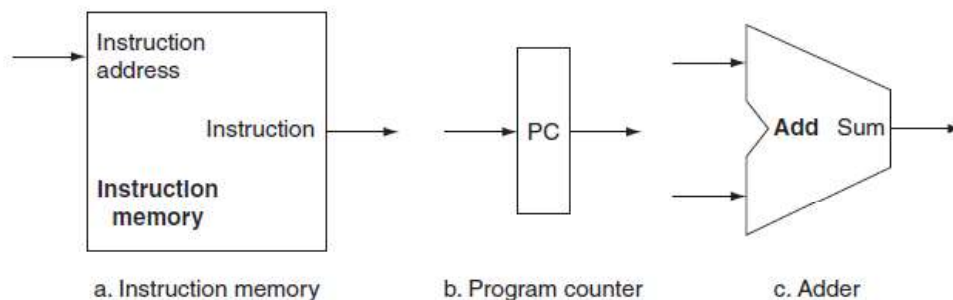 Instruction
address
Instruction
Instruction
memory
PC
Add Sum
a. Instruction memory
b. Program counter
c. Adder